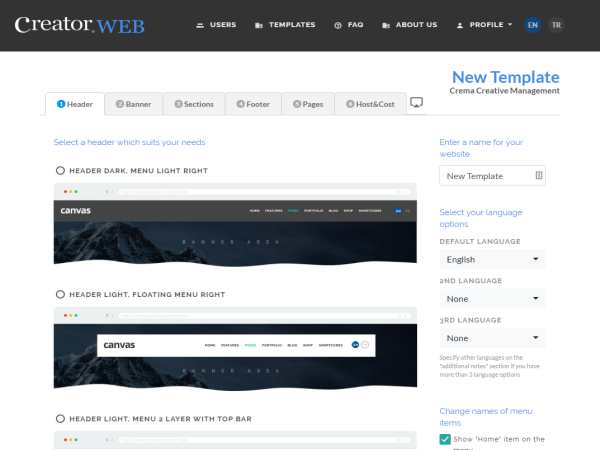 Creator.WEB
USERS
TEMPLATES
FAQ
ABOUT US
PROFILE
EN
TR
New Template
Crema Creative Management
1 Header
2 Banner
3 Sections
4 Footer
5 Pages
6 Host&Cost
Select a header which suits your needs
HEADER DARK, MENU LIGHT RIGHT
canvas
HOME FEATURES PAGES PORTFOLIO BLOG SHOP SHORTCODES EN
BANNER AREA
HEADER LIGHT, FLOATING MENU RIGHT
canvas
HOME FEATURES PAGES PORTFOLIO BLOG SHOP SHORTCODES
BANNER AREA
HEADER LIGHT, MENU 2 LAYER WITH TOP BAR
Enter a name for your
website
New Template
Select your language
options
DEFAULT LANGUAGE
English
2ND LANGUAGE
None
3RD LANGUAGE
None
Specify other languages on the
"additional notes" section if you have
more than 3 language options
Change names of menu
items
Show "Home" item on the
menu